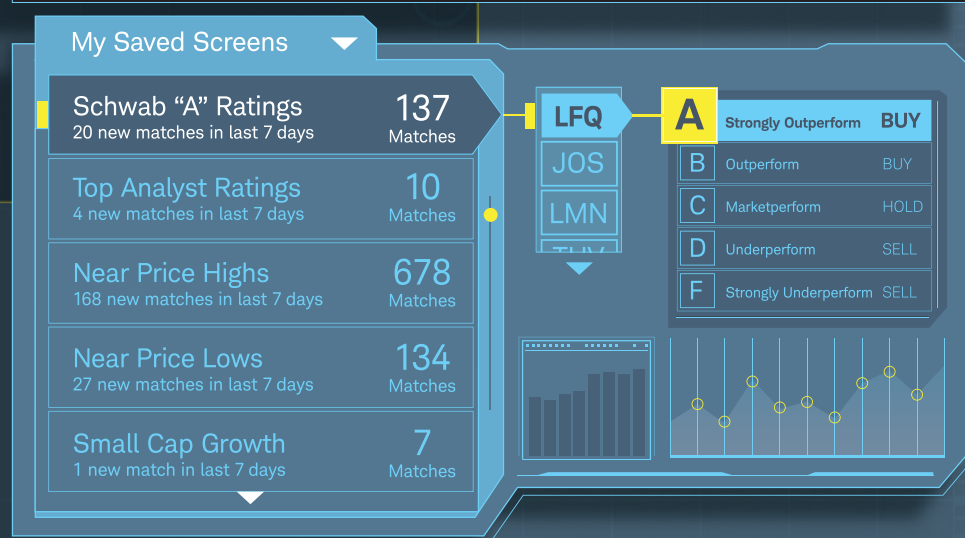 My Saved Screens
Schwab “A” Ratings
137
20 new matches in last 7 days
Matches
Top Analyst Ratings
10
4 new matches in last 7 days
Matches
Near Price Highs
678
168 new matches in last 7 days
Matches
Near Price Lows
134
27 new matches in last 7 days
Matches
Small Cap Growth
7
1 new match in last 7 days
Matches
LFQ
JOS
LMN
A Strongly Outperform BUY
B Outperform BUY
C Marketperform HOLD
D Underperform SELL
F Strongly Underperform SELL